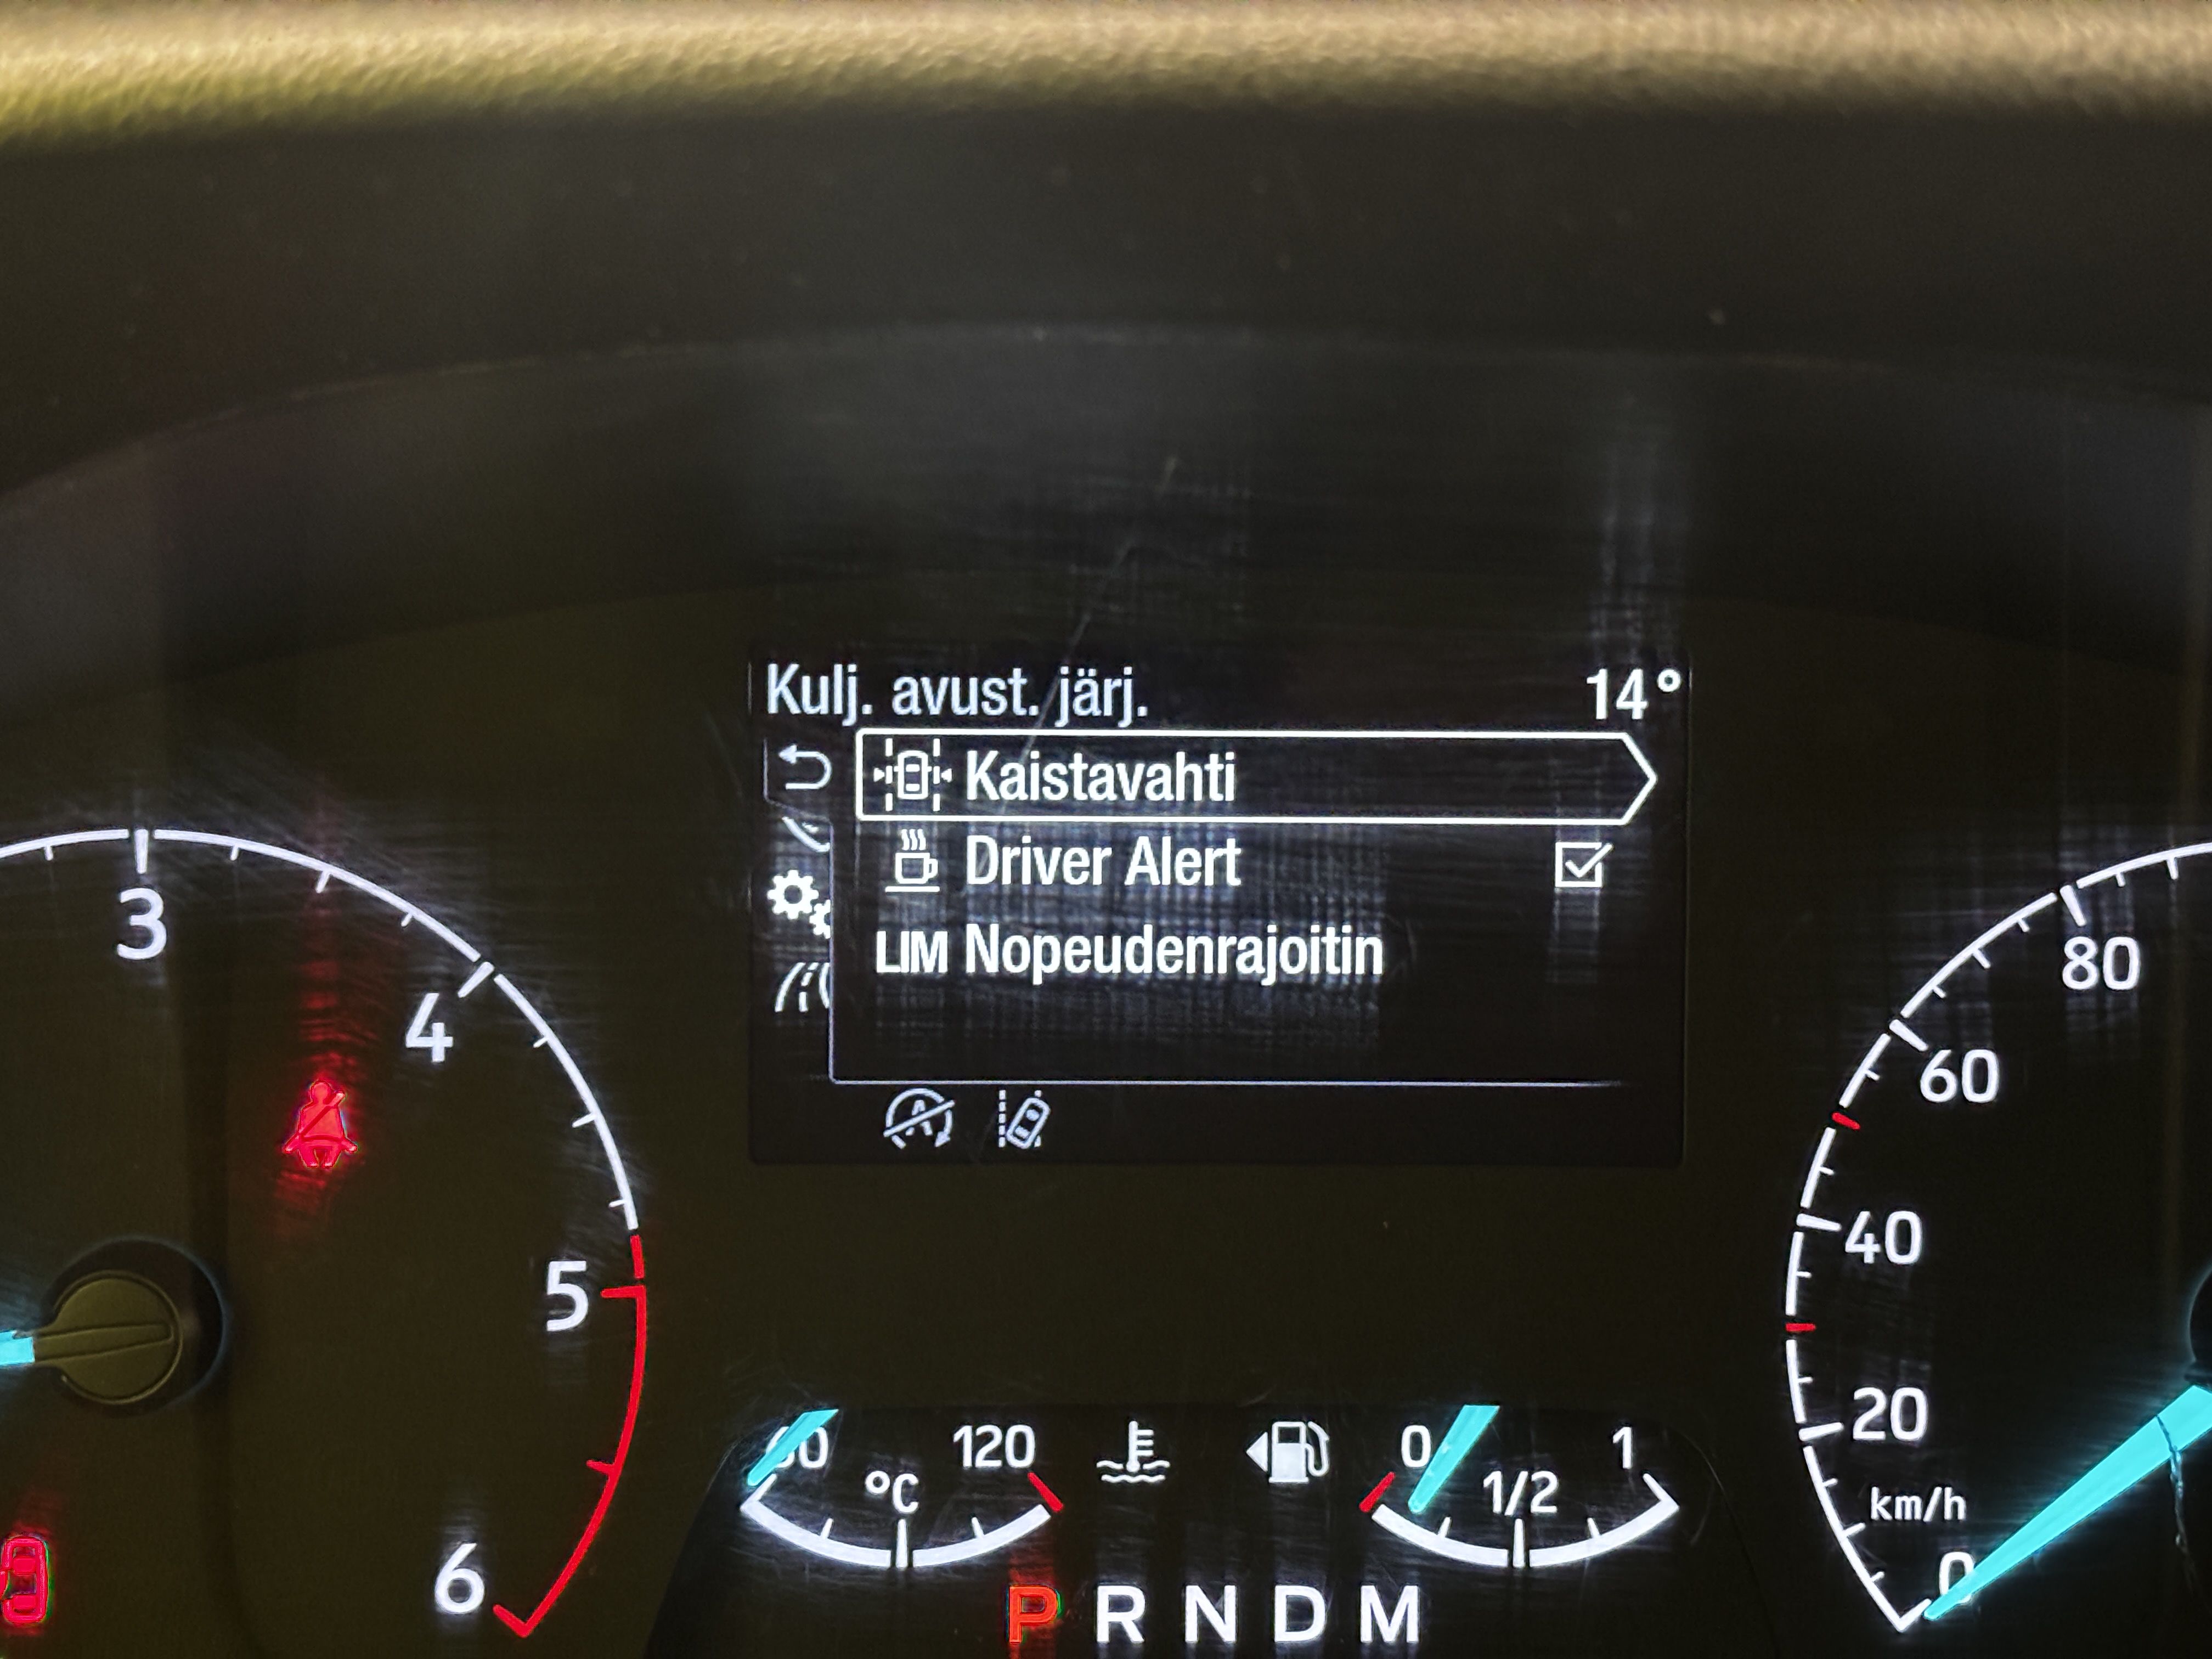 Kulj. avust. järj. 14°
Kaistavahti
Driver Alert
LIM Nopeudenrajoitin
A
3
4
5
6
80
60
40
20
km/h
0
60 °C 120
0 1/2 1
P R N D M